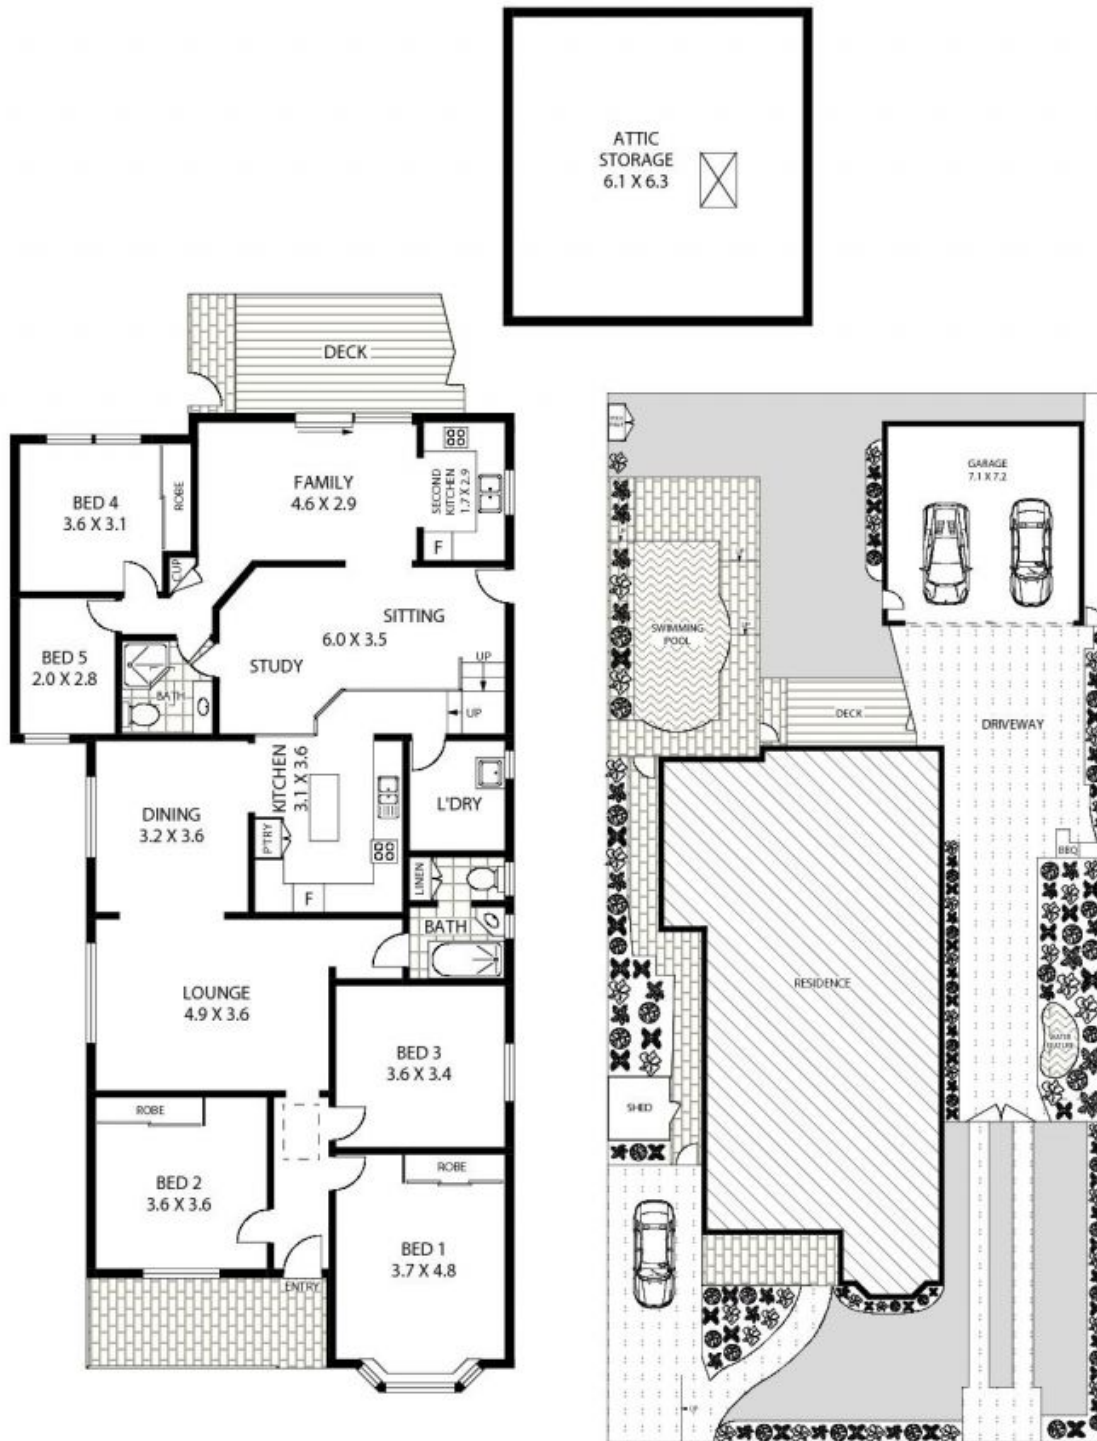 ATTIC
STORAGE
6.1 X 6.3
DECK
FAMILY
4.6 X 2.9
SECOND
KITCHEN
1.7 X 2.9
F
BED 4
3.6 X 3.1
ROBE
CUP
SITTING
6.0 X 3.5
STUDY
UP
UP
BED 5
2.0 X 2.8
BATH
KITCHEN
3.1 X 3.6
DINING
3.2 X 3.6
PTRY
F
L'DRY
LINEN
BATH
LOUNGE
4.9 X 3.6
BED 3
3.6 X 3.4
ROBE
BED 2
3.6 X 3.6
ROBE
BED 1
3.7 X 4.8
ENTRY
GARAGE
7.1 X 7.2
SWIMMING
POOL
DECK
DRIVEWAY
BBQ
RESIDENCE
WATER
FEATURE
SHED
UP